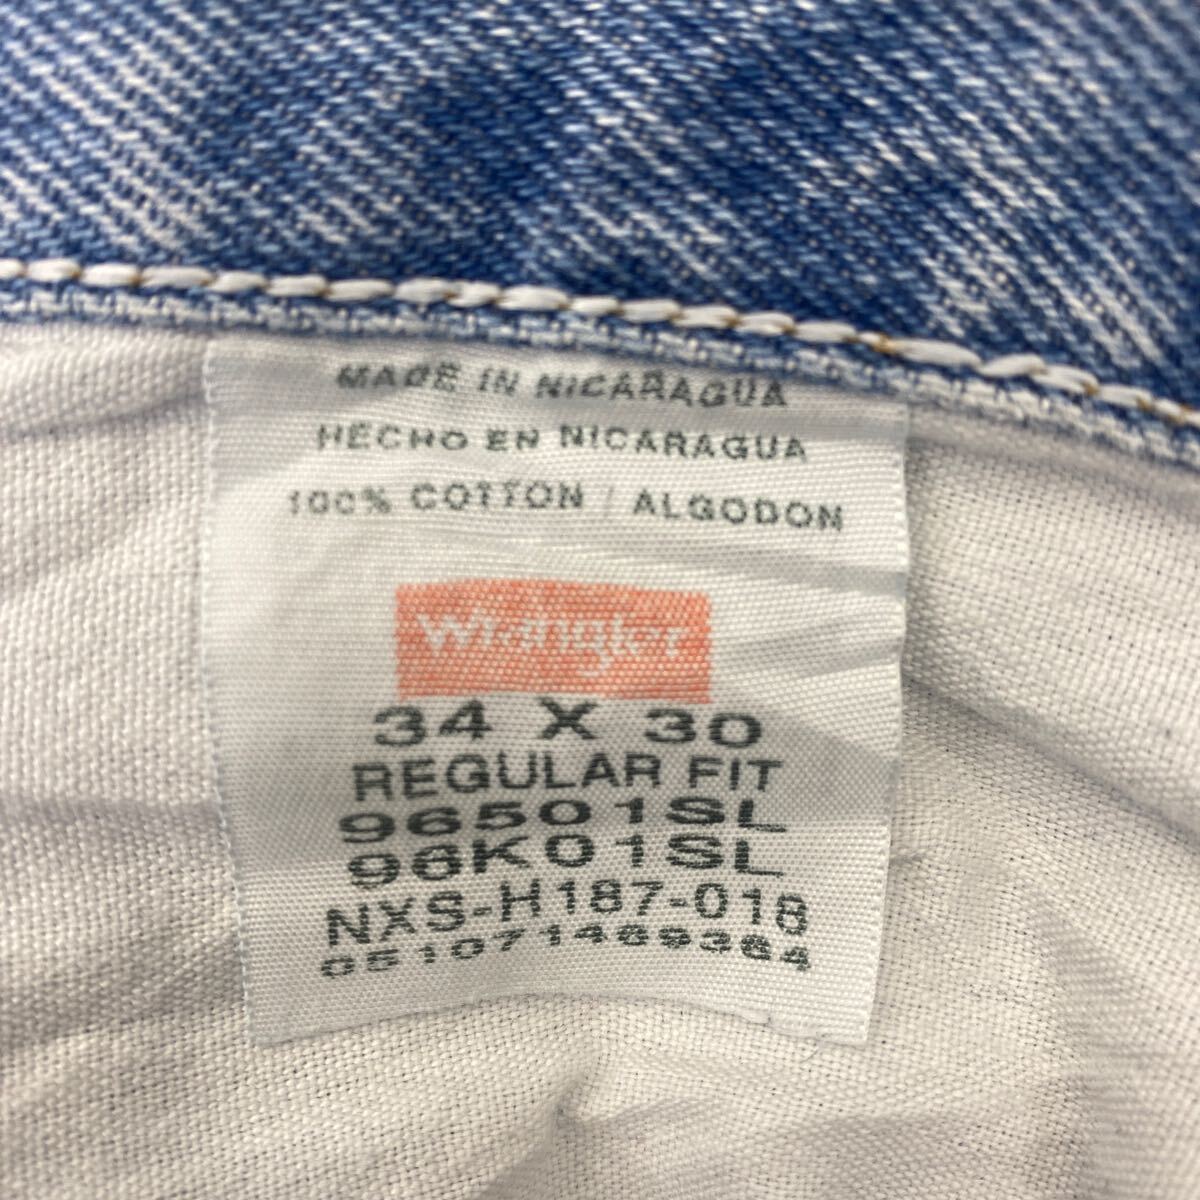 MADE IN NICARAGUA
HECHO EN NICARAGUA
100% COTTON / ALGODON
Wrangler
34 X 30
REGULAR FIT
96501SL
96K01SL
NXS-H187-018
051071469364